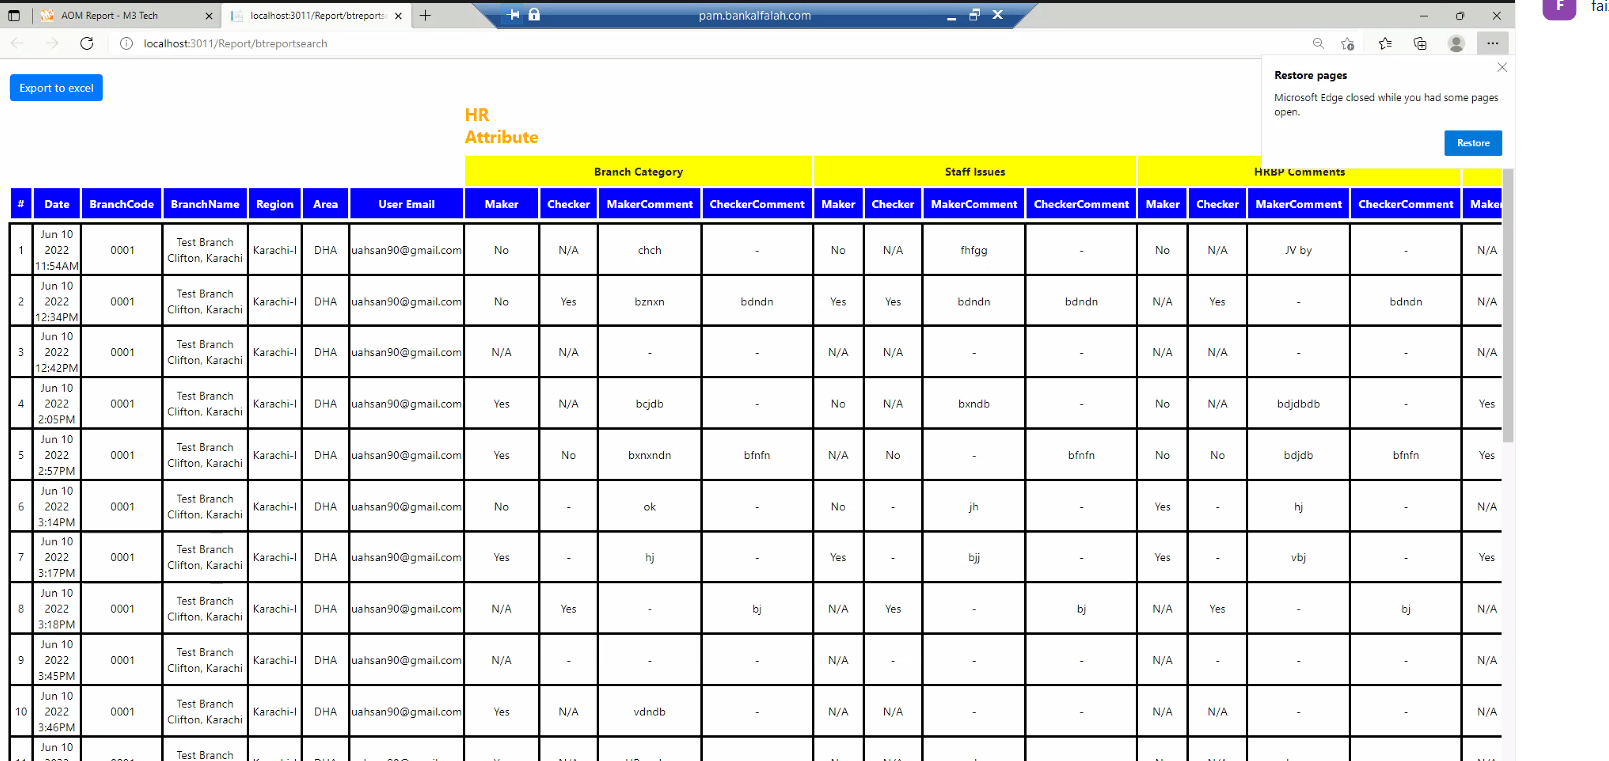 AOM Report - M3 Tech
localhost:3011/Report/btreports
pam.bankalfalah.com
F
fai
localhost:3011/Report/btreportsearch
Restore pages
Microsoft Edge closed while you had some pages
open.
Restore
Export to excel
HR
Attribute
Branch Category Staff Issues HRBP Comments
# Date BranchCode BranchName Region Area User Email Maker Checker MakerComment CheckerComment Maker Checker MakerComment CheckerComment Maker Checker MakerComment CheckerComment Maker
1 Jun 10 2022 11:54AM 0001 Test Branch Clifton, Karachi Karachi-I DHA uahsan90@gmail.com No N/A chch - No N/A fhfgg - No N/A JV by - N/A
2 Jun 10 2022 12:34PM 0001 Test Branch Clifton, Karachi Karachi-I DHA uahsan90@gmail.com No Yes bznxn bdndn Yes Yes bdndn bdndn N/A Yes - bdndn N/A
3 Jun 10 2022 12:42PM 0001 Test Branch Clifton, Karachi Karachi-I DHA uahsan90@gmail.com N/A N/A - - N/A N/A - - N/A N/A - - N/A
4 Jun 10 2022 2:05PM 0001 Test Branch Clifton, Karachi Karachi-I DHA uahsan90@gmail.com Yes N/A bcjdb - No N/A bxndb - No N/A bdjdbdb - Yes
5 Jun 10 2022 2:57PM 0001 Test Branch Clifton, Karachi Karachi-I DHA uahsan90@gmail.com Yes No bxnxndn bfnfn N/A No - bfnfn No No bdjdb bfnfn Yes
6 Jun 10 2022 3:14PM 0001 Test Branch Clifton, Karachi Karachi-I DHA uahsan90@gmail.com No - ok - No - jh - Yes - hj - N/A
7 Jun 10 2022 3:17PM 0001 Test Branch Clifton, Karachi Karachi-I DHA uahsan90@gmail.com Yes - hj - Yes - bjj - Yes - vbj - Yes
8 Jun 10 2022 3:18PM 0001 Test Branch Clifton, Karachi Karachi-I DHA uahsan90@gmail.com N/A Yes - bj N/A Yes - bj N/A Yes - bj N/A
9 Jun 10 2022 3:45PM 0001 Test Branch Clifton, Karachi Karachi-I DHA uahsan90@gmail.com N/A - - - N/A - - - N/A - - - N/A
10 Jun 10 2022 3:46PM 0001 Test Branch Clifton, Karachi Karachi-I DHA uahsan90@gmail.com Yes N/A vdndb - N/A N/A - - N/A N/A - - N/A
Jun 10 Test Branch